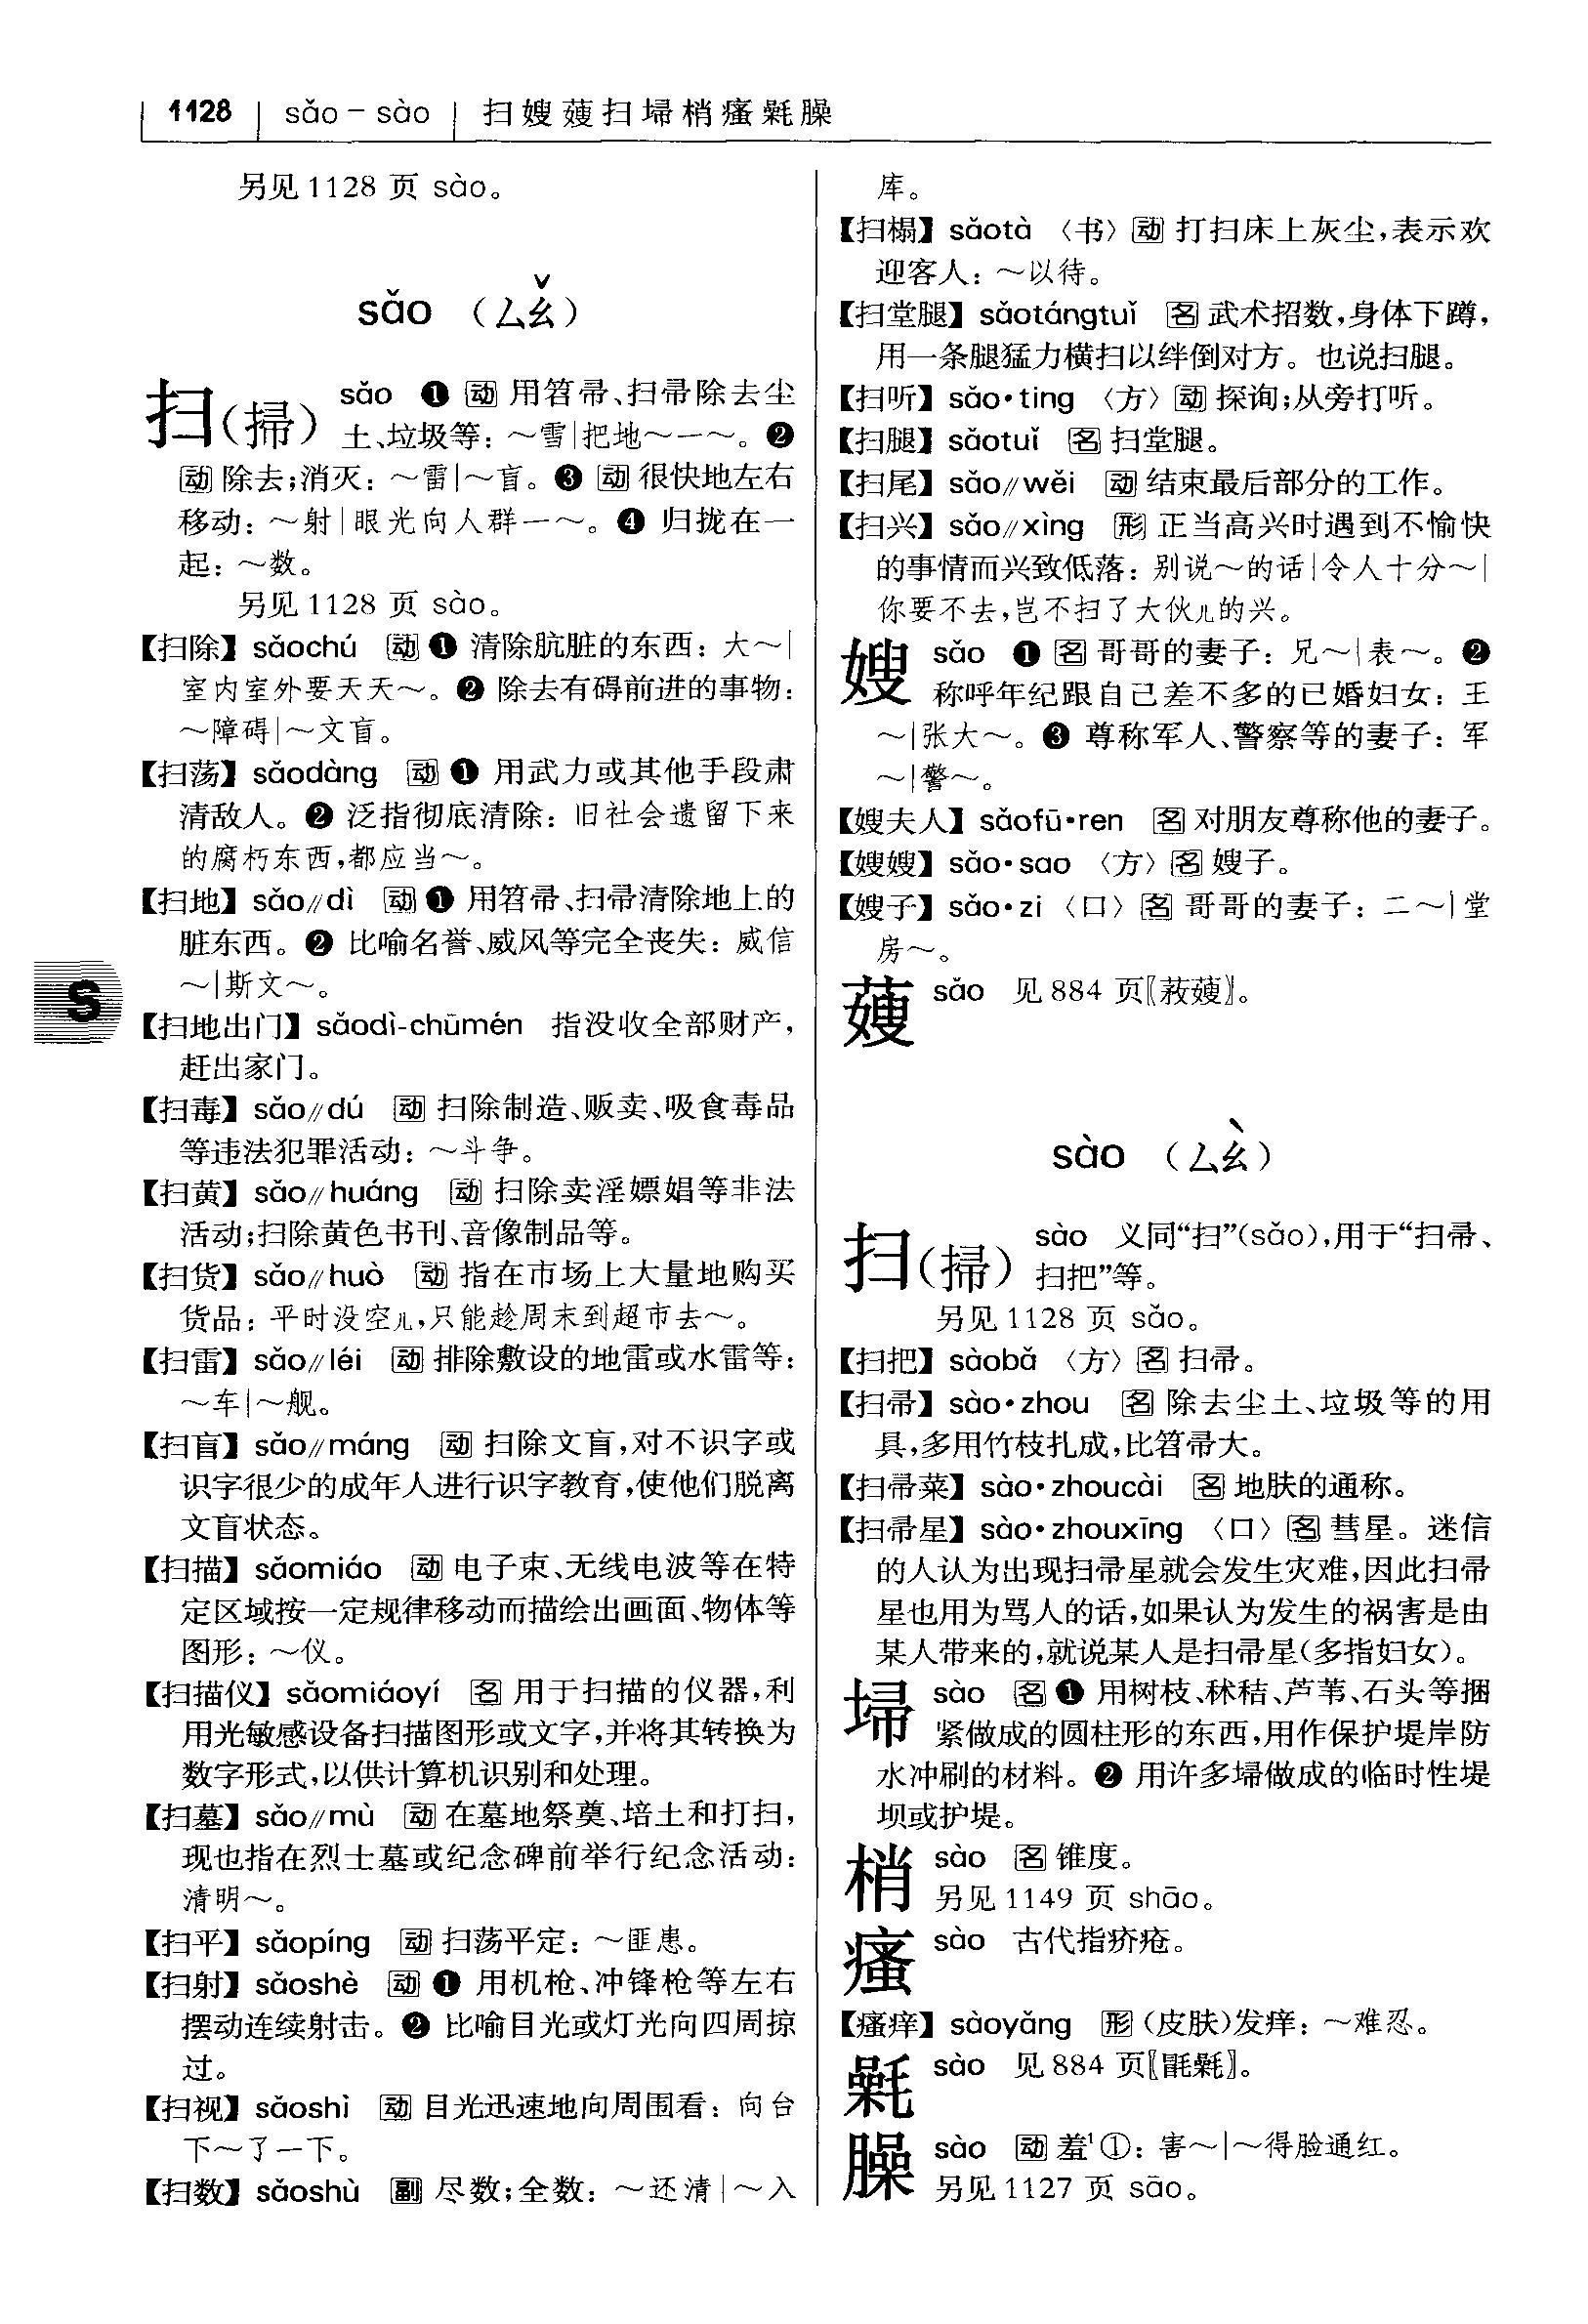 1128 sǎo－sào 扫嫂薮扫埽梢瘙氉臊
另见1128 页 sào。
sǎo （ㄙㄠˇ）
扫（掃） sǎo ❶ 动 用笤帚、扫帚除去尘
土、垃圾等：～雪|把地～一～。❷
动 除去；消灭：～雷|～盲。❸ 动 很快地左右
移动：～射|眼光向人群一～。❹ 归拢在一
起：～数。
另见1128 页 sào。
【扫除】 sǎochú 动 ❶ 清除肮脏的东西：大～|
室内室外要天天～。❷ 除去有碍前进的事物：
～障碍|～文盲。
【扫荡】 sǎodàng 动 ❶ 用武力或其他手段肃
清敌人。❷ 泛指彻底清除：旧社会遗留下来
的腐朽东西，都应当～。
【扫地】 sǎo∥dì 动 ❶ 用笤帚、扫帚清除地上的
脏东西。❷ 比喻名誉、威风等完全丧失：威信
～|斯文～。
S
【扫地出门】 sǎodì-chūmén 指没收全部财产，
赶出家门。
【扫毒】 sǎo∥dú 动 扫除制造、贩卖、吸食毒品
等违法犯罪活动：～斗争。
【扫黄】 sǎo∥huáng 动 扫除卖淫嫖娼等非法
活动；扫除黄色书刊、音像制品等。
【扫货】 sǎo∥huò 动 指在市场上大量地购买
货品：平时没空儿，只能趁周末到超市去～。
【扫雷】 sǎo∥léi 动 排除敷设的地雷或水雷等：
～车|～舰。
【扫盲】 sǎo∥máng 动 扫除文盲，对不识字或
识字很少的成年人进行识字教育，使他们脱离
文盲状态。
【扫描】 sǎomiáo 动 电子束、无线电波等在特
定区域按一定规律移动而描绘出画面、物体等
图形：～仪。
【扫描仪】 sǎomiáoyí 名 用于扫描的仪器，利
用光敏感设备扫描图形或文字，并将其转换为
数字形式，以供计算机识别和处理。
【扫墓】 sǎo∥mù 动 在墓地祭奠、培土和打扫，
现也指在烈士墓或纪念碑前举行纪念活动：
清明～。
【扫平】 sǎopíng 动 扫荡平定：～匪患。
【扫射】 sǎoshè 动 ❶ 用机枪、冲锋枪等左右
摆动连续射击。❷ 比喻目光或灯光向四周掠
过。
【扫视】 sǎoshì 动 目光迅速地向周围看：向台
下～了一下。
【扫数】 sǎoshù 副 尽数；全数：～还清|～入
库。
【扫榻】 sǎotà 〈书〉动 打扫床上灰尘，表示欢
迎客人：～以待。
【扫堂腿】 sǎotángtuǐ 名 武术招数，身体下蹲，
用一条腿猛力横扫以绊倒对方。也说扫腿。
【扫听】 sǎo·ting 〈方〉动 探询；从旁打听。
【扫腿】 sǎotuǐ 名 扫堂腿。
【扫尾】 sǎo∥wěi 动 结束最后部分的工作。
【扫兴】 sǎo∥xìng 形 正当高兴时遇到不愉快
的事情而兴致低落：别说～的话|令人十分～|
你要不去，岂不扫了大伙儿的兴。
嫂 sǎo ❶ 名 哥哥的妻子：兄～|表～。❷
称呼年纪跟自己差不多的已婚妇女：王
～|张大～。❸ 尊称军人、警察等的妻子：军
～|警～。
【嫂夫人】 sǎofū·ren 名 对朋友尊称他的妻子。
【嫂嫂】 sǎo·sao 〈方〉名 嫂子。
【嫂子】 sǎo·zi 〈口〉名 哥哥的妻子：二～|堂
房～。
䕅 sǎo 见884 页〖䓮䕅〗。
sào （ㄙㄠˋ）
扫（掃） sào 义同“扫”（sǎo），用于“扫帚、
扫把”等。
另见1128 页 sǎo。
【扫把】 sàobǎ 〈方〉名 扫帚。
【扫帚】 sào·zhou 名 除去尘土、垃圾等的用
具，多用竹枝扎成，比笤帚大。
【扫帚菜】 sào·zhoucài 名 地肤的通称。
【扫帚星】 sào·zhouxīng 〈口〉名 彗星。迷信
的人认为出现扫帚星就会发生灾难，因此扫帚
星也用为骂人的话，如果认为发生的祸害是由
某人带来的，就说某人是扫帚星（多指妇女）。
埽 sào 名 ❶ 用树枝、秫秸、芦苇、石头等捆
紧做成的圆柱形的东西，用作保护堤岸防
水冲刷的材料。❷ 用许多埽做成的临时性堤
坝或护堤。
梢 sào 名 锥度。
另见1149 页 shāo。
瘙 sào 古代指疥疮。
【瘙痒】 sàoyǎng 形 （皮肤）发痒：～难忍。
氉 sào 见884 页〖毷氉〗。
臊 sào 动 羞¹①：害～|～得脸通红。
另见1127 页 sāo。